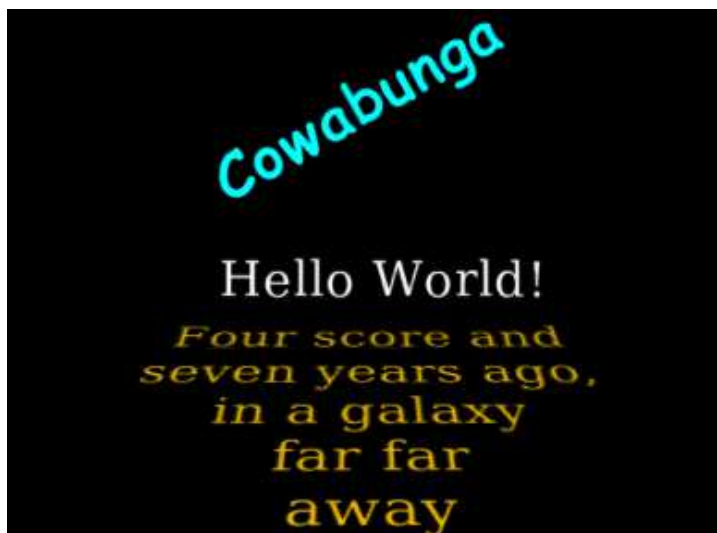 Cowabunga
Hello World!
Four score and
seven years ago,
in a galaxy
far far
away